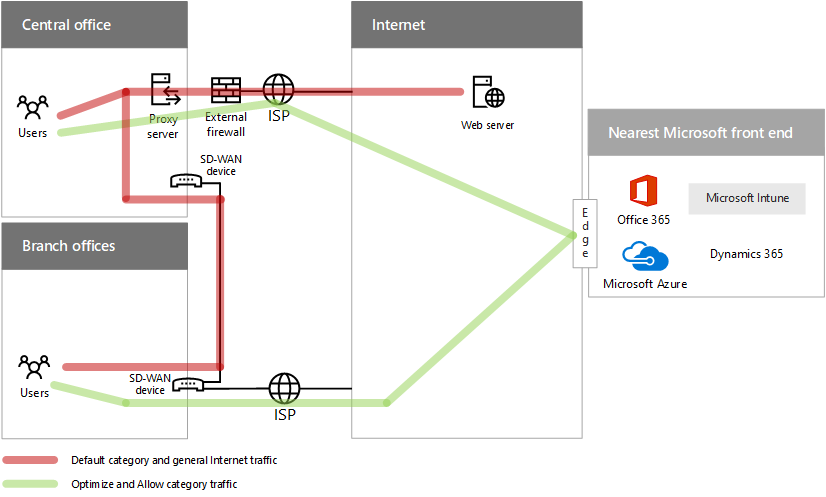 Central office
Internet
Users
Proxy
server
External
firewall
ISP
Web server
SD-WAN
device
Nearest Microsoft front end
Edge
Office 365
Microsoft Intune
Microsoft Azure
Dynamics 365
Branch offices
Users
SD-WAN
device
ISP
Default category and general Internet traffic
Optimize and Allow category traffic